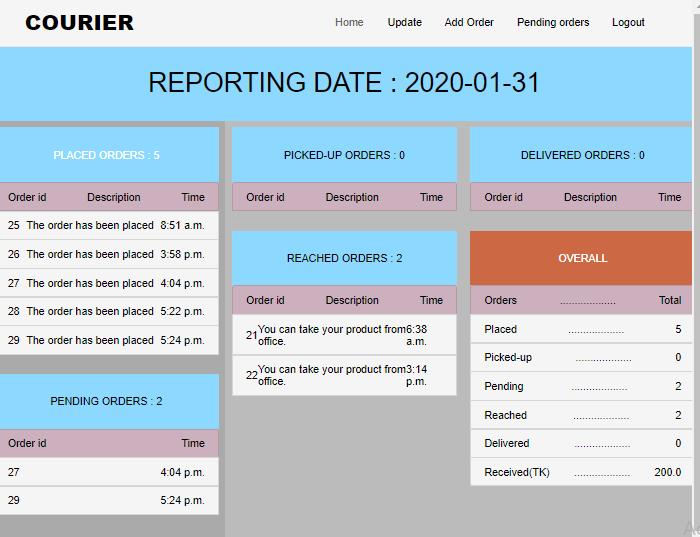 COURIER
Home Update Add Order Pending orders Logout
REPORTING DATE : 2020-01-31
PLACED ORDERS : 5
Order id Description Time
25 The order has been placed 8:51 a.m.
26 The order has been placed 3:58 p.m.
27 The order has been placed 4:04 p.m.
28 The order has been placed 5:22 p.m.
29 The order has been placed 5:24 p.m.
PENDING ORDERS : 2
Order id Time
27 4:04 p.m.
29 5:24 p.m.
PICKED-UP ORDERS : 0
Order id Description Time
REACHED ORDERS : 2
Order id Description Time
21 You can take your product from 6:38
office. a.m.
22 You can take your product from 3:14
office. p.m.
DELIVERED ORDERS : 0
Order id Description Time
OVERALL
Orders ................... Total
Placed ................... 5
Picked-up ................... 0
Pending ................... 2
Reached ................... 2
Delivered ................... 0
Received(TK) ................... 200.0